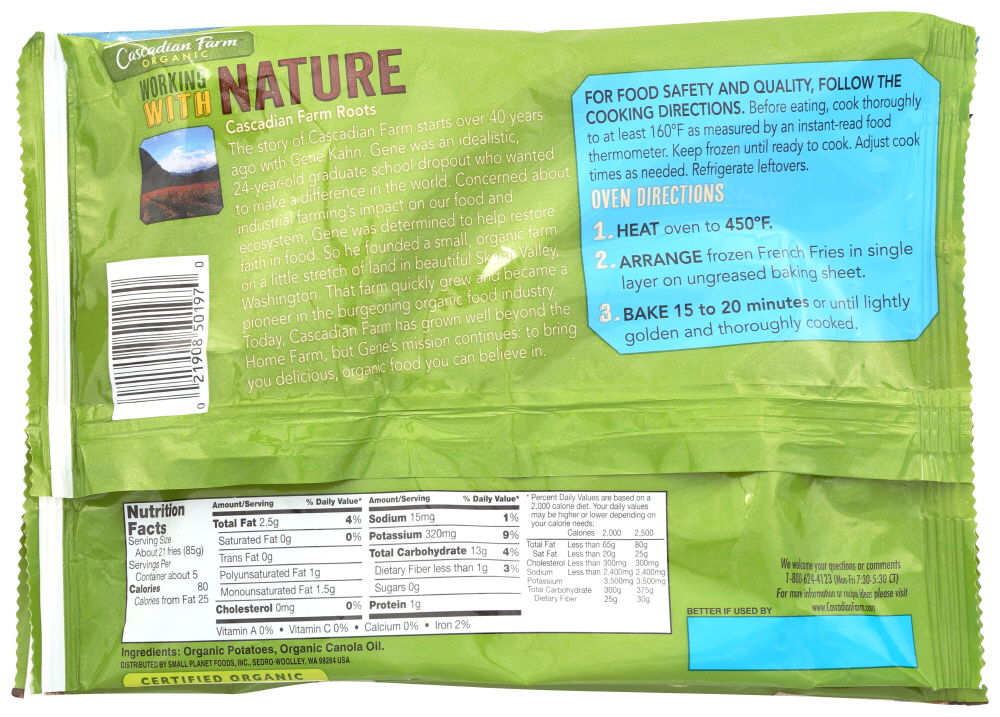 Cascadian Farm
ORGANIC
WORKING
WITH NATURE
Cascadian Farm Roots
The story of Cascadian Farm starts over 40 years
ago with Gene Kahn. Gene was an idealistic,
24-year-old graduate school dropout who wanted
to make a difference in the world. Concerned about
industrial farming's impact on our food and
ecosystem, Gene was determined to help restore
faith in food. So he founded a small, organic farm
on a little stretch of land in beautiful Skagit Valley,
Washington. That farm quickly grew and became a
pioneer in the burgeoning organic food industry.
Today, Cascadian Farm has grown well beyond the
Home Farm, but Gene's mission continues: to bring
you delicious, organic food you can believe in.
0 21908 50197 0
FOR FOOD SAFETY AND QUALITY, FOLLOW THE
COOKING DIRECTIONS. Before eating, cook thoroughly
to at least 160°F as measured by an instant-read food
thermometer. Keep frozen until ready to cook. Adjust cook
times as needed. Refrigerate leftovers.
OVEN DIRECTIONS
1. HEAT oven to 450°F.
2. ARRANGE frozen French Fries in single
layer on ungreased baking sheet.
3. BAKE 15 to 20 minutes or until lightly
golden and thoroughly cooked.
Nutrition
Facts
Serving Size
About 21 fries (85g)
Servings Per
Container about 5
Calories 80
Calories from Fat 25
Amount/Serving % Daily Value*
Total Fat 2.5g 4%
Saturated Fat 0g 0%
Trans Fat 0g
Polyunsaturated Fat 1g
Monounsaturated Fat 1.5g
Cholesterol 0mg 0%
Amount/Serving % Daily Value*
Sodium 15mg 1%
Potassium 320mg 9%
Total Carbohydrate 13g 4%
Dietary Fiber less than 1g 3%
Sugars 0g
Protein 1g
Vitamin A 0% • Vitamin C 0% • Calcium 0% • Iron 2%
* Percent Daily Values are based on a
2,000 calorie diet. Your daily values
may be higher or lower depending on
your calorie needs:
Calories 2,000 2,500
Total Fat Less than 65g 80g
Sat Fat Less than 20g 25g
Cholesterol Less than 300mg 300mg
Sodium Less than 2,400mg 2,400mg
Potassium 3,500mg 3,500mg
Total Carbohydrate 300g 375g
Dietary Fiber 25g 30g
Ingredients: Organic Potatoes, Organic Canola Oil.
DISTRIBUTED BY SMALL PLANET FOODS, INC., SEDRO-WOOLLEY, WA 98284 USA
CERTIFIED ORGANIC
We welcome your questions or comments
1-800-624-4123 (Mon-Fri 7:30-5:30 CT)
For more information or recipe ideas please visit
www.CascadianFarm.com
BETTER IF USED BY